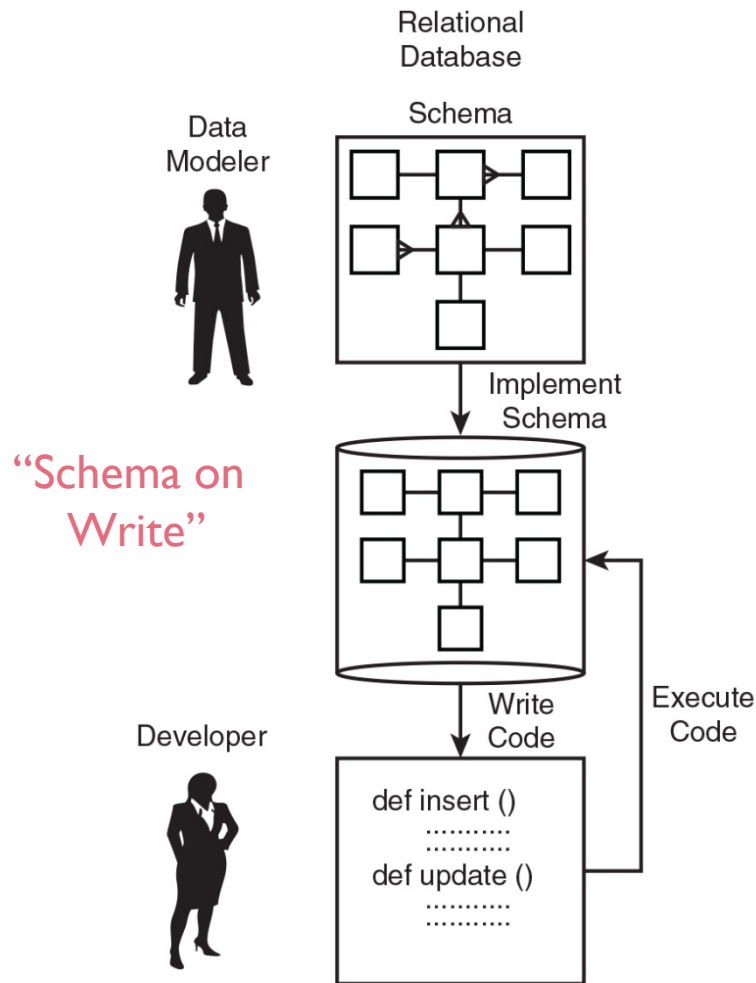 Relational
Database
Schema
Data
Modeler
Implement
Schema
“Schema on
Write”
Write
Code
Execute
Code
Developer
def insert ()
...........
...........
def update ()
...........
...........